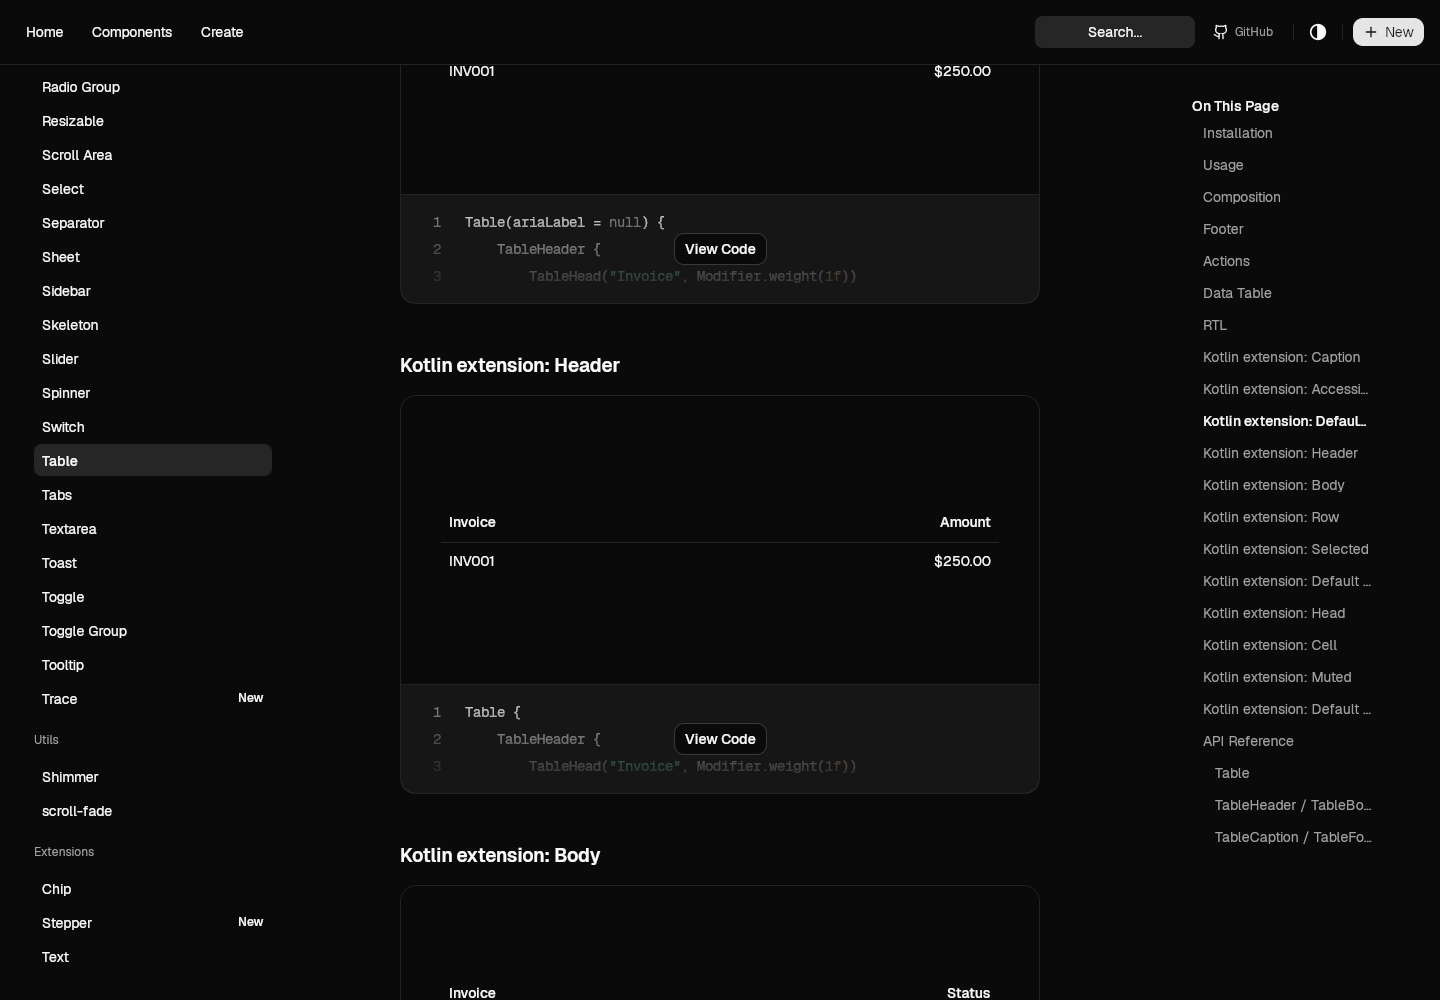 Home
Components
Create
Search...
GitHub
New
Radio Group
Resizable
Scroll Area
Select
Separator
Sheet
Sidebar
Skeleton
Slider
Spinner
Switch
Table
Tabs
Textarea
Toast
Toggle
Toggle Group
Tooltip
Trace New
Utils
Shimmer
scroll-fade
Extensions
Chip
Stepper New
Text
INV001 $250.00
1 Table(ariaLabel = null) {
2 TableHeader {
View Code
3 TableHead("Invoice", Modifier.weight(1f))
Kotlin extension: Header
Invoice Amount
INV001 $250.00
1 Table {
2 TableHeader {
View Code
3 TableHead("Invoice", Modifier.weight(1f))
Kotlin extension: Body
Invoice Status
On This Page
Installation
Usage
Composition
Footer
Actions
Data Table
RTL
Kotlin extension: Caption
Kotlin extension: Accessi...
Kotlin extension: Defaul...
Kotlin extension: Header
Kotlin extension: Body
Kotlin extension: Row
Kotlin extension: Selected
Kotlin extension: Default ...
Kotlin extension: Head
Kotlin extension: Cell
Kotlin extension: Muted
Kotlin extension: Default ...
API Reference
Table
TableHeader / TableBo...
TableCaption / TableFo...